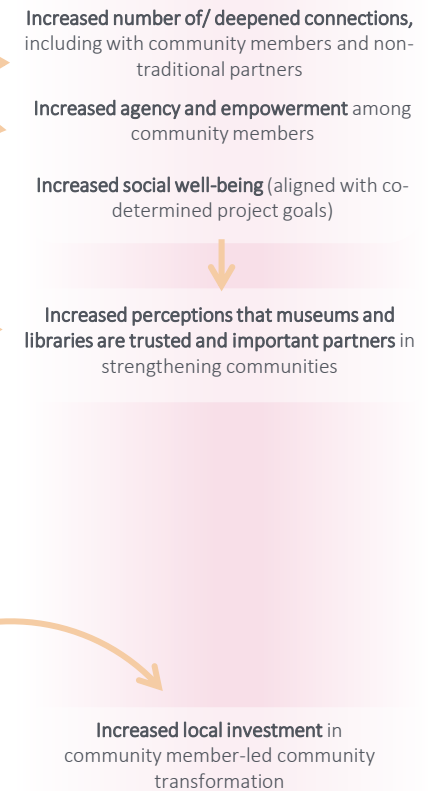 Increased number of/ deepened connections,
including with community members and non-
traditional partners
Increased agency and empowerment among
community members
Increased social well-being (aligned with co-
determined project goals)
Increased perceptions that museums and
libraries are trusted and important partners in
strengthening communities
Increased local investment in
community member-led community
transformation